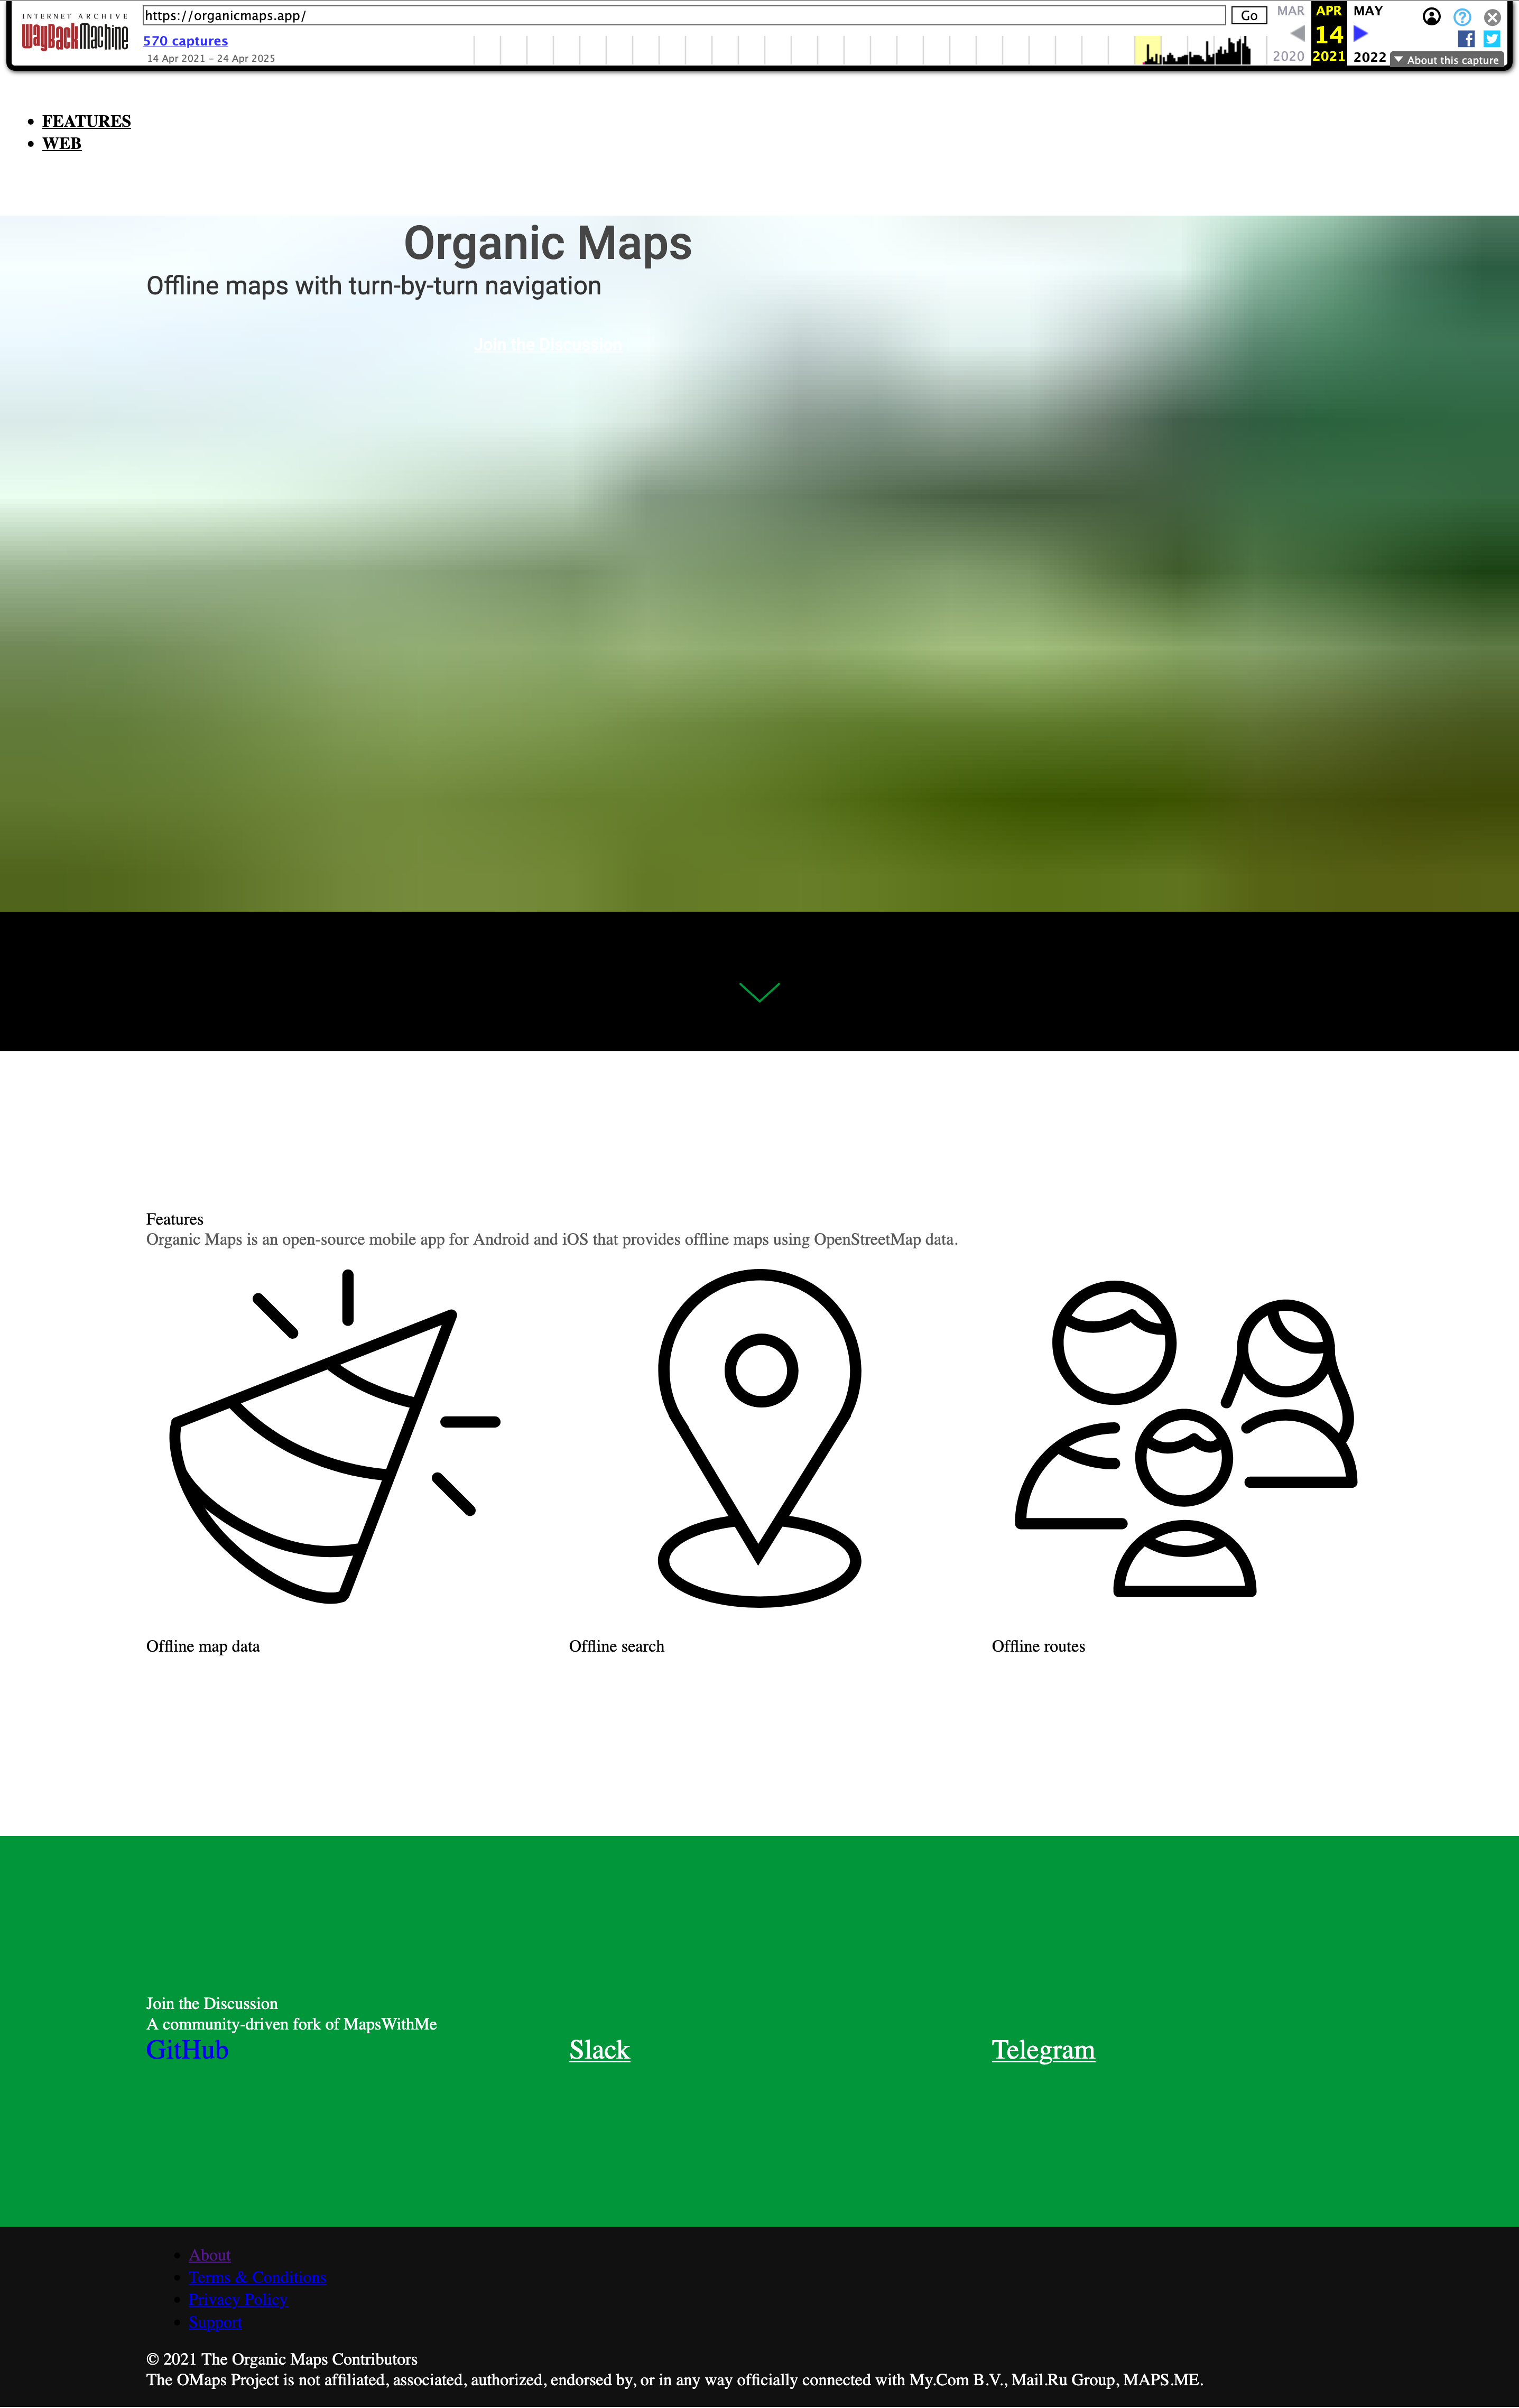 INTERNET ARCHIVE
WayBackMachine
https://organicmaps.app/
Go
MAR
APR
MAY
570 captures
14
14 Apr 2021 – 24 Apr 2025
2020
2021
2022
About this capture
FEATURES
WEB
Organic Maps
Offline maps with turn-by-turn navigation
Join the Discussion
Features
Organic Maps is an open-source mobile app for Android and iOS that provides offline maps using OpenStreetMap data.
Offline map data
Offline search
Offline routes
Join the Discussion
A community-driven fork of MapsWithMe
GitHub
Slack
Telegram
About
Terms & Conditions
Privacy Policy
Support
© 2021 The Organic Maps Contributors
The OMaps Project is not affiliated, associated, authorized, endorsed by, or in any way officially connected with My.Com B.V., Mail.Ru Group, MAPS.ME.